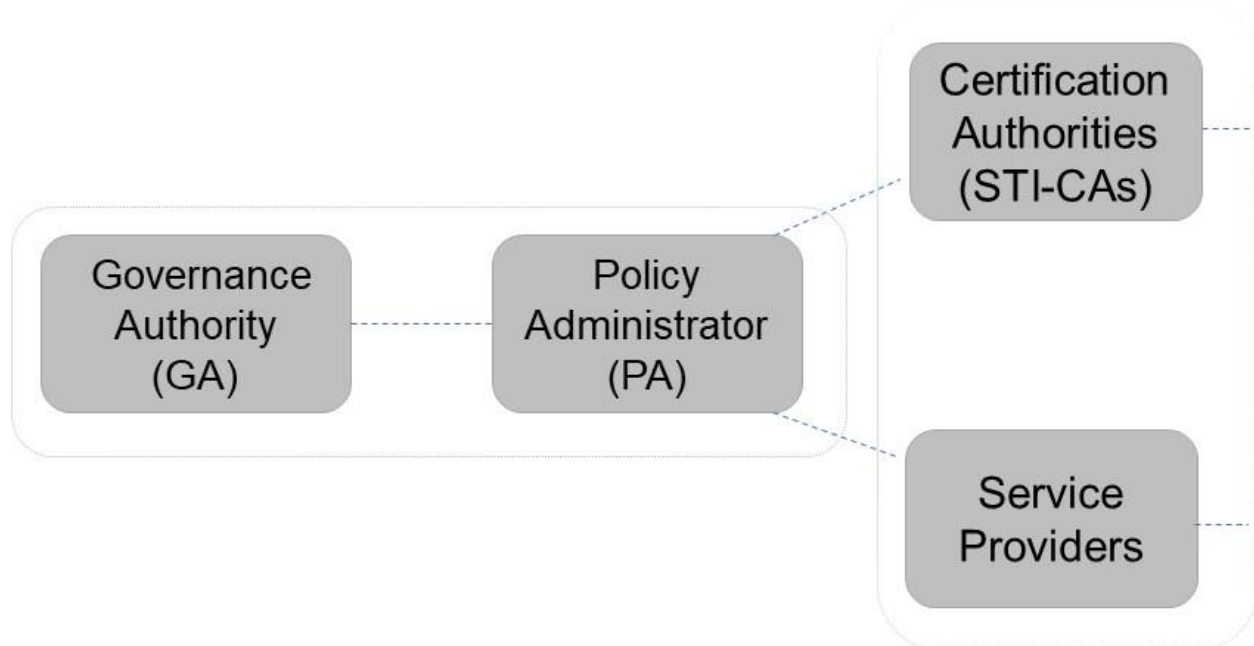 Governance
Authority
(GA)
Policy
Administrator
(PA)
Certification
Authorities
(STI-CAs)
Service
Providers